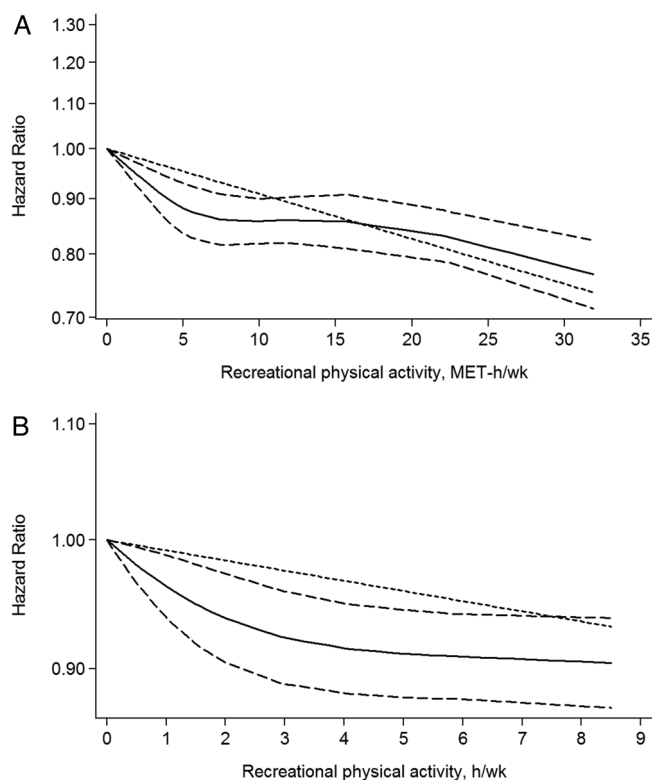 A
1.30
1.20
1.10
1.00
0.90
0.80
0.70
Hazard Ratio
0 5 10 15 20 25 30 35
Recreational physical activity, MET-h/wk
B
1.10
1.00
0.90
Hazard Ratio
0 1 2 3 4 5 6 7 8 9
Recreational physical activity, h/wk